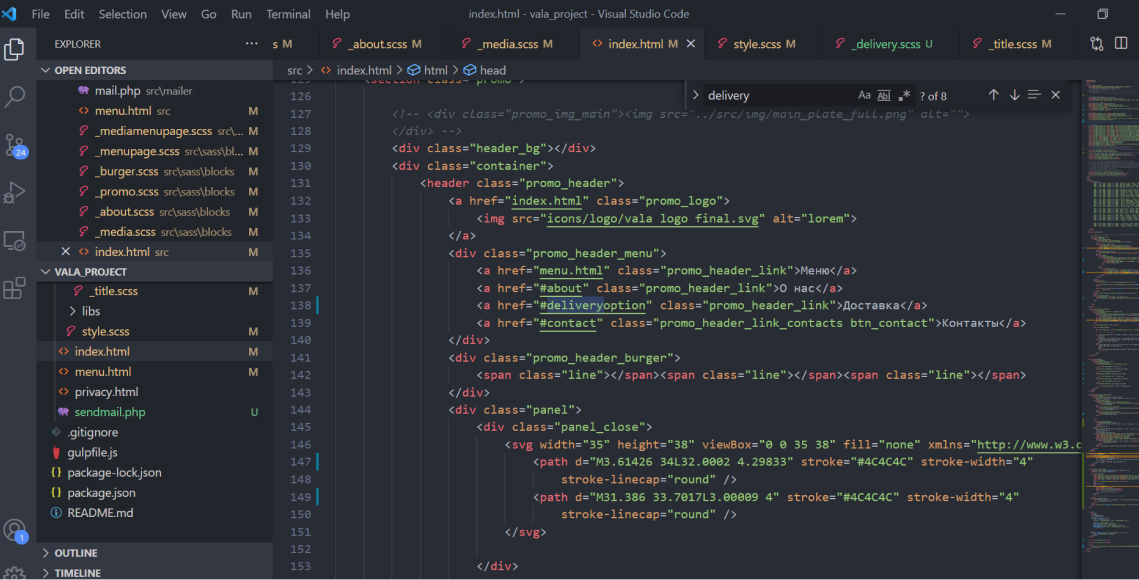 File Edit Selection View Go Run Terminal Help
index.html - vala_project - Visual Studio Code
EXPLORER
s M
_about.scss M
_media.scss M
index.html M
style.scss M
_delivery.scss U
_title.scss M
OPEN EDITORS
mail.php src\mailer
menu.html src M
_mediamenupage.scss src\... M
_menupage.scss src\sass\bl... M
_burger.scss src\sass\blocks M
_promo.scss src\sass\blocks M
_about.scss src\sass\blocks M
_media.scss src\sass\blocks M
index.html src M
VALA_PROJECT
_title.scss M
libs
style.scss M
index.html M
menu.html M
privacy.html
sendmail.php U
.gitignore
gulpfile.js
package-lock.json
package.json
README.md
OUTLINE
TIMELINE
24
1
src > index.html > html > head
delivery
Aa Ab .* ? of 8
126
127 <!-- <div class="promo_img_main"><img src="../src/img/main_plate_full.png" alt="">
128 </div> -->
129 <div class="header_bg"></div>
130 <div class="container">
131 <header class="promo_header">
132 <a href="index.html" class="promo_logo">
133 <img src="icons/logo/vala logo final.svg" alt="lorem">
134 </a>
135 <div class="promo_header_menu">
136 <a href="menu.html" class="promo_header_link">Меню</a>
137 <a href="#about" class="promo_header_link">О нас</a>
138 <a href="#deliveryoption" class="promo_header_link">Доставка</a>
139 <a href="#contact" class="promo_header_link_contacts btn_contact">Контакты</a>
140 </div>
141 <div class="promo_header_burger">
142 <span class="line"></span><span class="line"></span><span class="line"></span>
143 </div>
144 <div class="panel">
145 <div class="panel_close">
146 <svg width="35" height="38" viewBox="0 0 35 38" fill="none" xmlns="http://www.w3.c
147 <path d="M3.61426 34L32.0002 4.29833" stroke="#4C4C4C" stroke-width="4"
148 stroke-linecap="round" />
149 <path d="M31.386 33.7017L3.00009 4" stroke="#4C4C4C" stroke-width="4"
150 stroke-linecap="round" />
151 </svg>
152
153 </div>